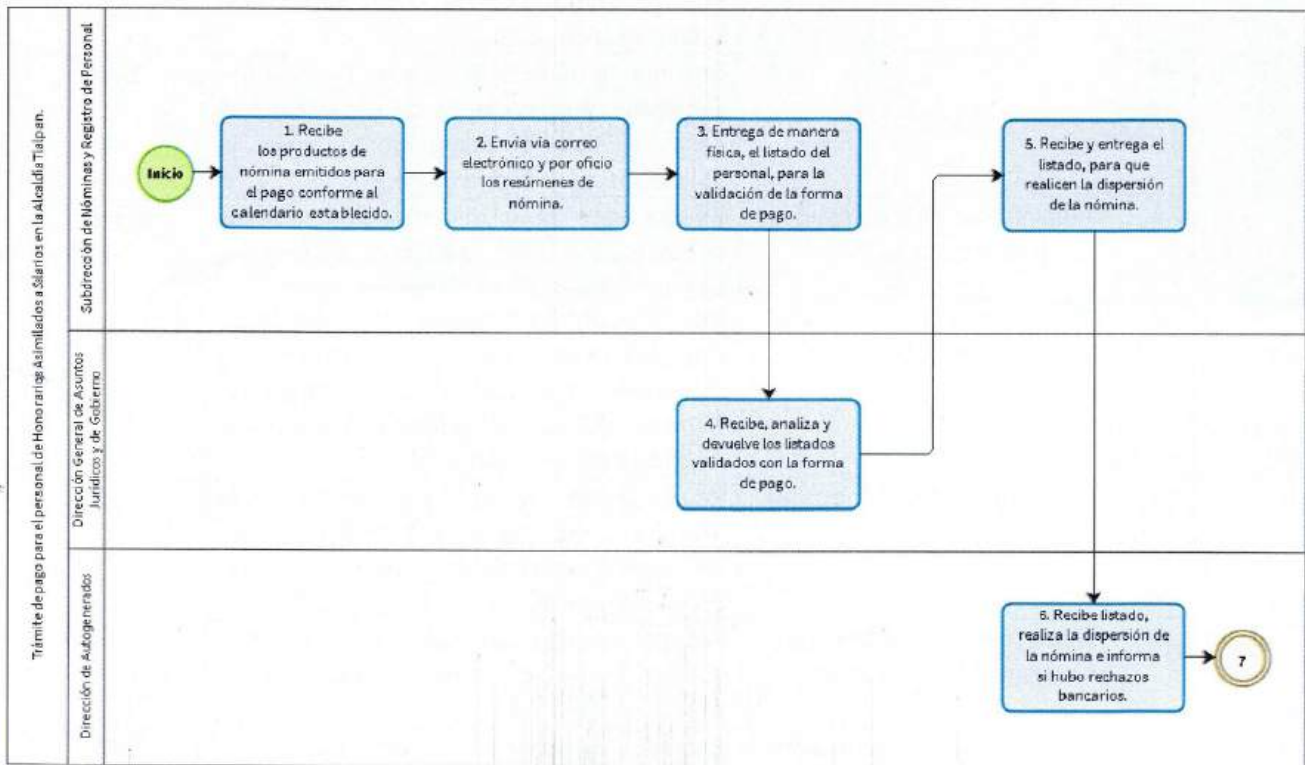 Trámite de pago para el personal de Honorarios Asimilados a Salarios en la Alcaldía Tlalpan.
Subdrección de Nóminas y Registro de Personal
Inicio
1. Recibe
los productos de
nómina emitidos para
el pago conforme al
calendario establecido.
2. Envía vía correo
electrónico y por oficio
los resúmenes de
nómina.
3. Entrega de manera
física, el listado del
personal, para la
validación de la forma
de pago.
5. Recibe y entrega el
listado, para que
realicen la dispersión
de la nómina.
Dirección General de Asuntos
Jurídicos y de Gobierno
4. Recibe, analiza y
devuelve los listados
validados con la forma
de pago.
Dirección de Autogenerados
6. Recibe listado,
realiza la dispersión de
la nómina e informa
si hubo rechazos
bancarios.
7